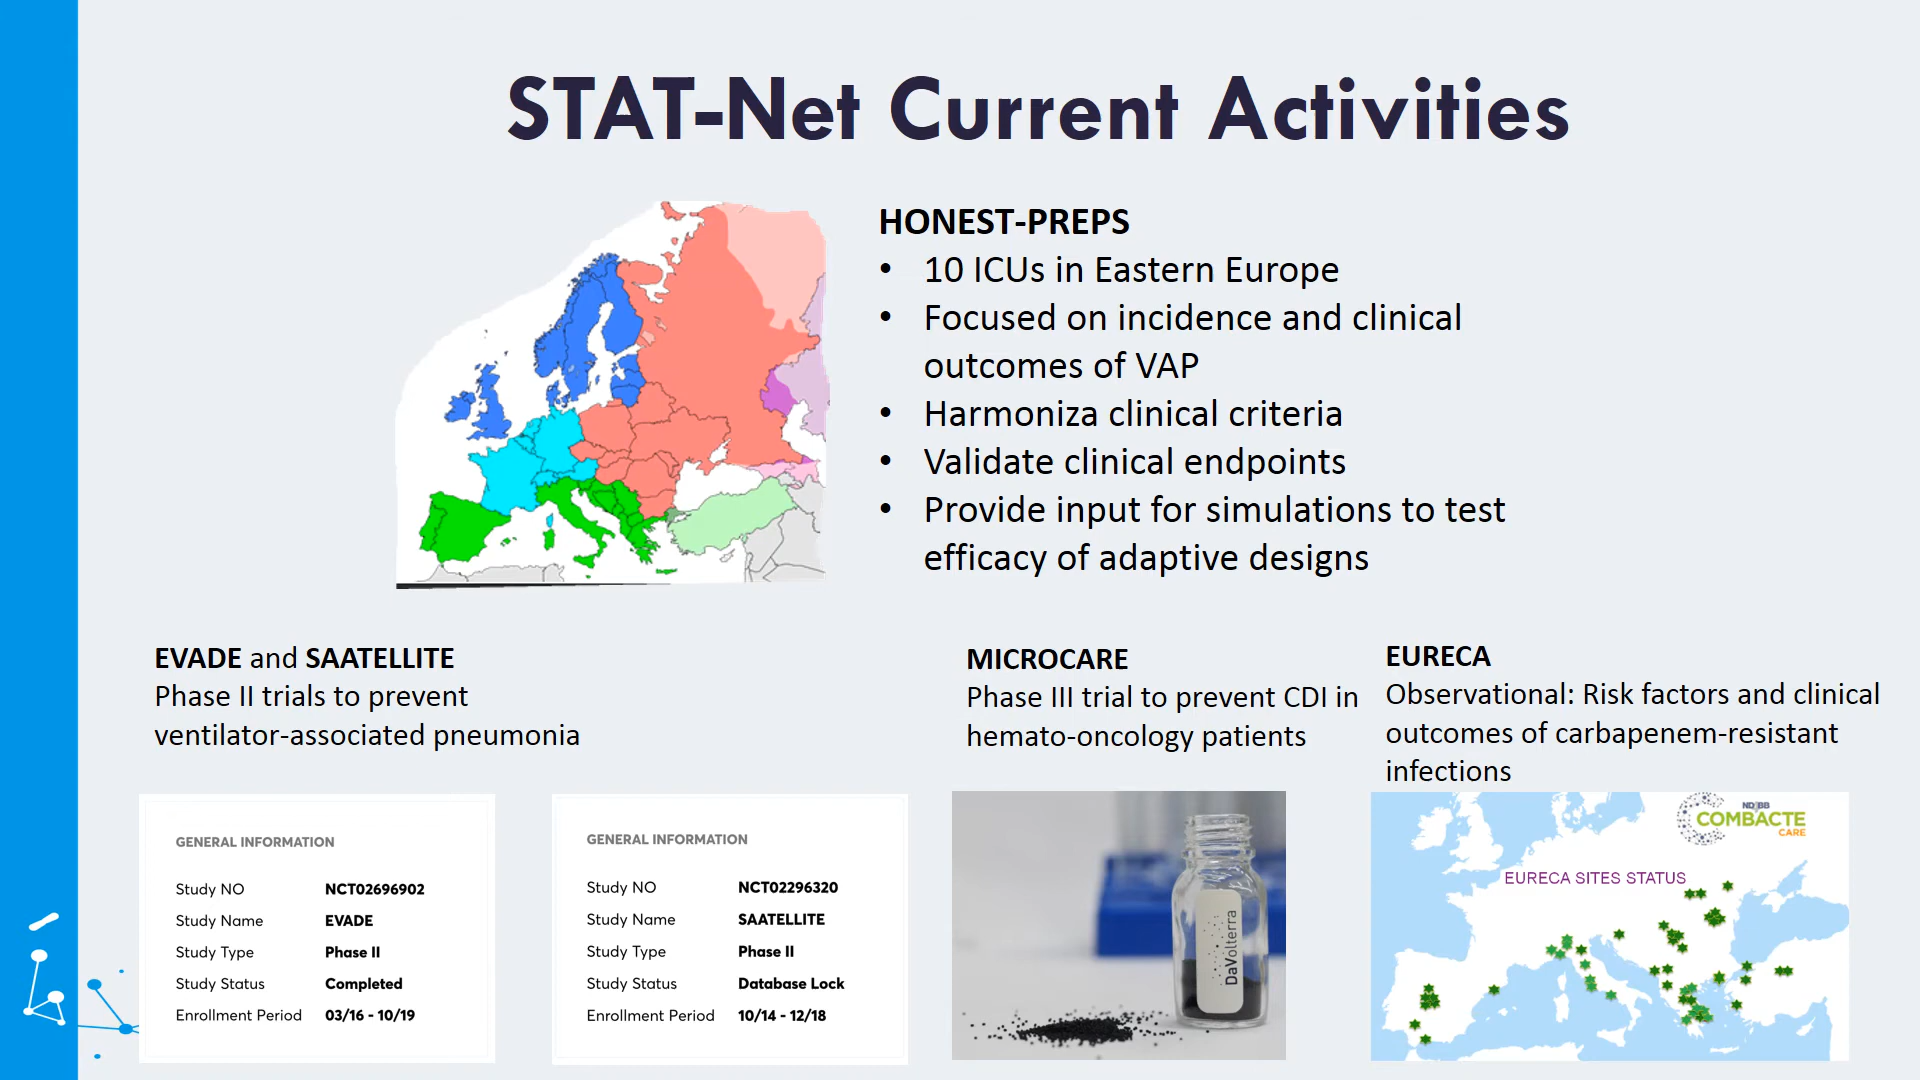 STAT-Net Current Activities
HONEST-PREPS
• 10 ICUs in Eastern Europe
• Focused on incidence and clinical
outcomes of VAP
• Harmoniza clinical criteria
• Validate clinical endpoints
• Provide input for simulations to test
efficacy of adaptive designs
EVADE and SAATELLITE
Phase II trials to prevent
ventilator-associated pneumonia
MICROCARE
Phase III trial to prevent CDI in
hemato-oncology patients
EURECA
Observational: Risk factors and clinical
outcomes of carbapenem-resistant
infections
GENERAL INFORMATION
Study NO NCT02696902
Study Name EVADE
Study Type Phase II
Study Status Completed
Enrollment Period 03/16 - 10/19
GENERAL INFORMATION
Study NO NCT02296320
Study Name SAATELLITE
Study Type Phase II
Study Status Database Lock
Enrollment Period 10/14 - 12/18
DaVolterra
ND4BB
COMBACTE
CARE
EURECA SITES STATUS